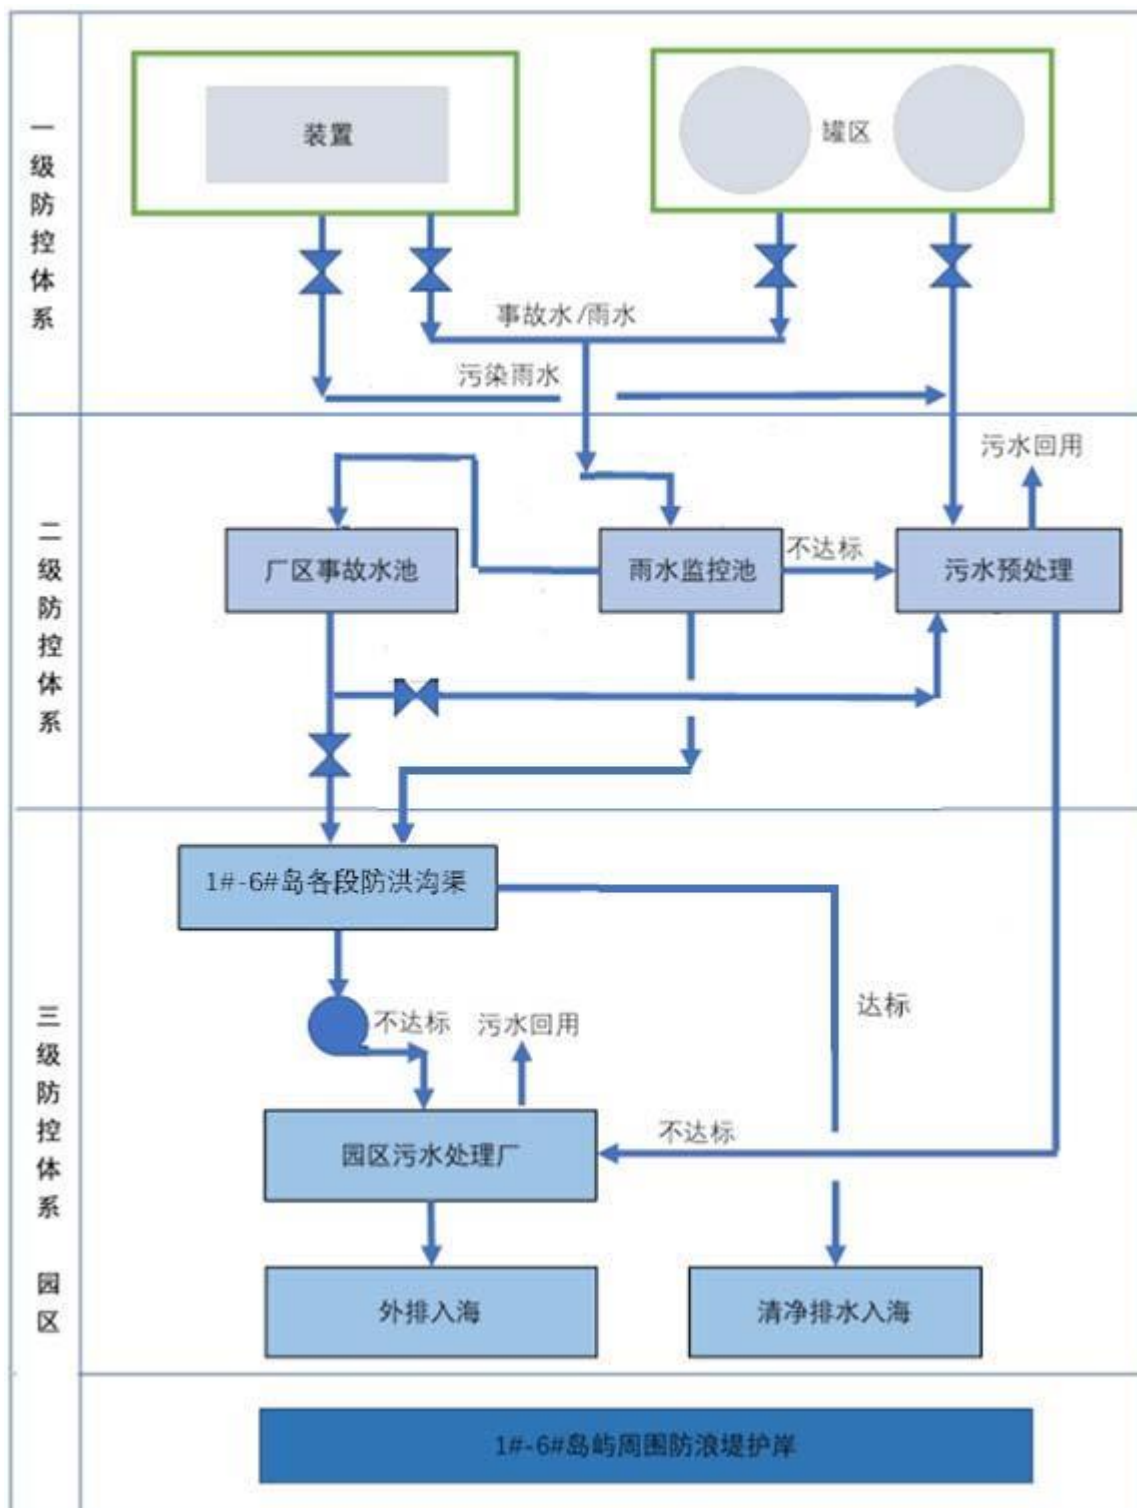 一级防控体系
装置
罐区
事故水/雨水
污染雨水
二级防控体系
污水回用
厂区事故水池
雨水监控池
不达标
污水预处理
三级防控体系 园区
1#-6#岛各段防洪沟渠
达标
不达标
污水回用
园区污水处理厂
不达标
外排入海
清净排水入海
1#-6#岛屿周围防浪堤护岸